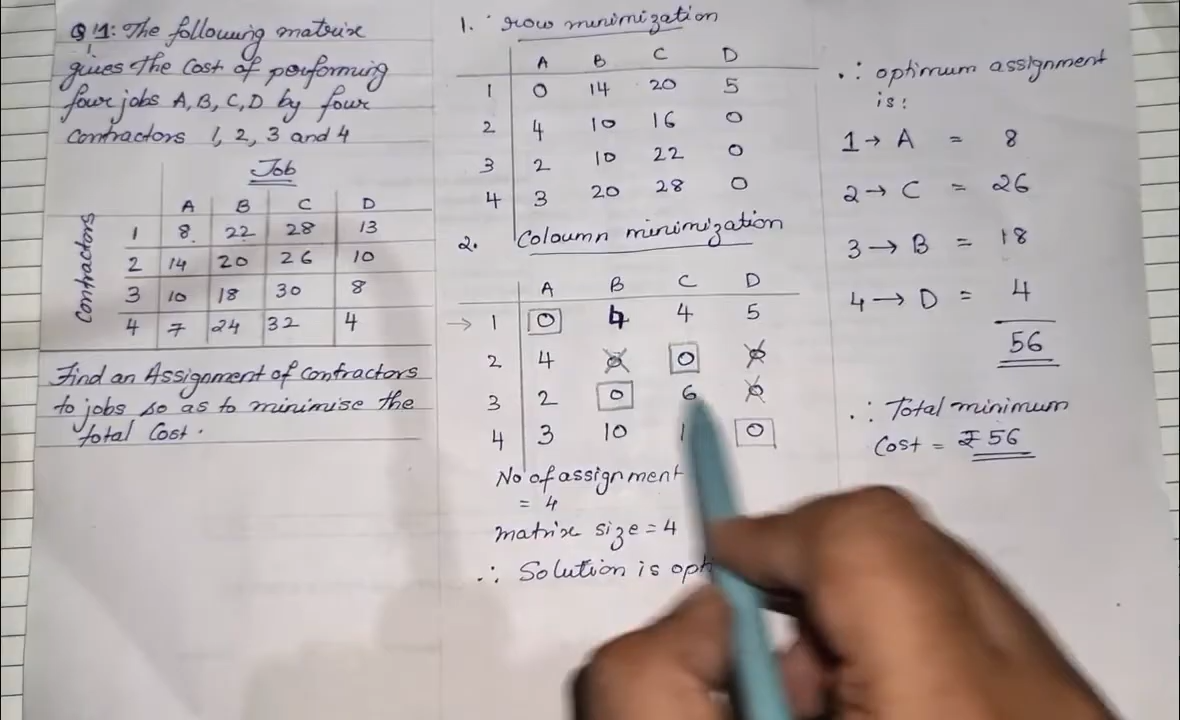 Q1: The following matrix
gives the cost of performing
four jobs A, B, C, D by four
contractors 1, 2, 3 and 4
Job
A B C D
Contractors
1 8 22 28 13
2 14 20 26 10
3 10 18 30 8
4 7 24 32 4
Find an Assignment of contractors
to jobs so as to minimise the
total cost.
1. row minimization
A B C D
1 0 14 20 5
2 4 10 16 0
3 2 10 22 0
4 3 20 28 0
2. Coloumn minimization
A B C D
→ 1 0 4 4 5
2 4 0 0 0
3 2 0 6 0
4 3 10 1 0
No of assignment
= 4
matrix size = 4
∴ Solution is opt
∴ optimum assignment
is:
1 → A = 8
2 → C = 26
3 → B = 18
4 → D = 4
56
∴ Total minimum
Cost = ₹ 56